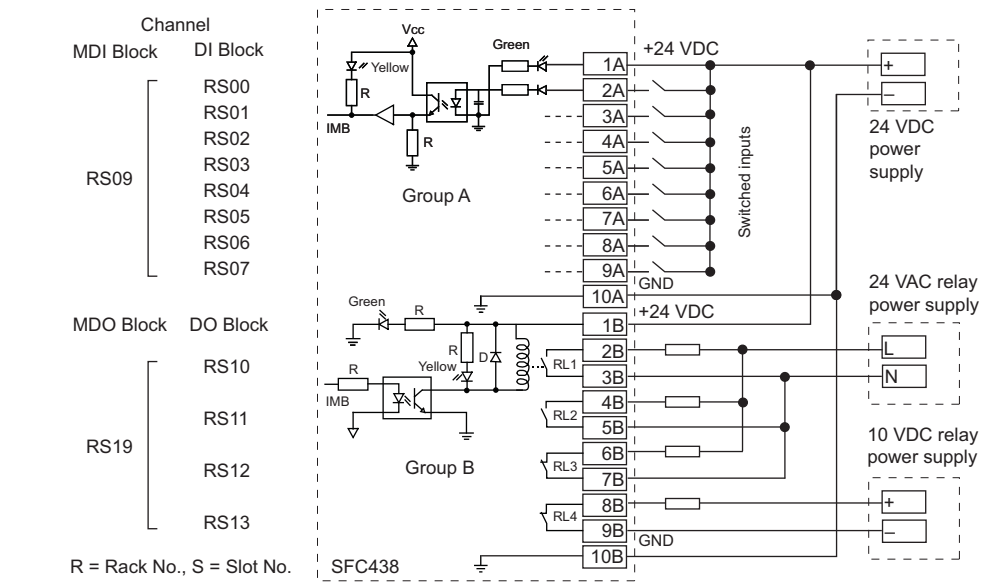 Channel
MDI Block
DI Block
RS00
RS01
RS02
RS03
RS04
RS05
RS06
RS07
RS09
MDO Block
DO Block
RS10
RS11
RS12
RS13
RS19
R = Rack No., S = Slot No.
Vcc
Green
Yellow
R
IMB
R
Group A
Green
R
R
Yellow
D
R
IMB
Group B
RL1
RL2
RL3
RL4
SFC438
1A
2A
3A
4A
5A
6A
7A
8A
9A
10A
1B
2B
3B
4B
5B
6B
7B
8B
9B
10B
+24 VDC
Switched inputs
GND
+24 VDC
GND
+
–
24 VDC
power
supply
24 VAC relay
power supply
L
N
10 VDC relay
power supply
+
–